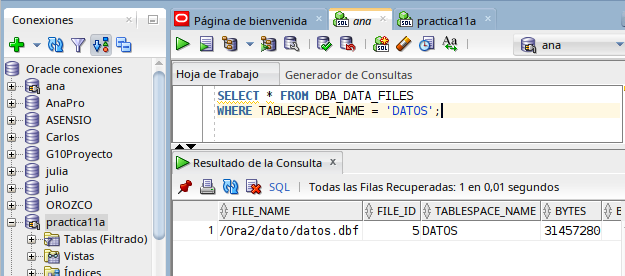 Conexiones ×
Oracle conexiones
ana
AnaPro
ASENSIO
Carlos
G10Proyecto
julia
julio
OROZCO
practica11a
Tablas (Filtrado)
Vistas
Índices
Página de bienvenida
ana
practica11a
ana
Hoja de Trabajo
Generador de Consultas
SELECT * FROM DBA_DATA_FILES
WHERE TABLESPACE_NAME = 'DATOS';
Resultado de la Consulta ×
SQL | Todas las Filas Recuperadas: 1 en 0,01 segundos
FILE_NAME FILE_ID TABLESPACE_NAME BYTES
1 /Ora2/dato/datos.dbf 5 DATOS 31457280